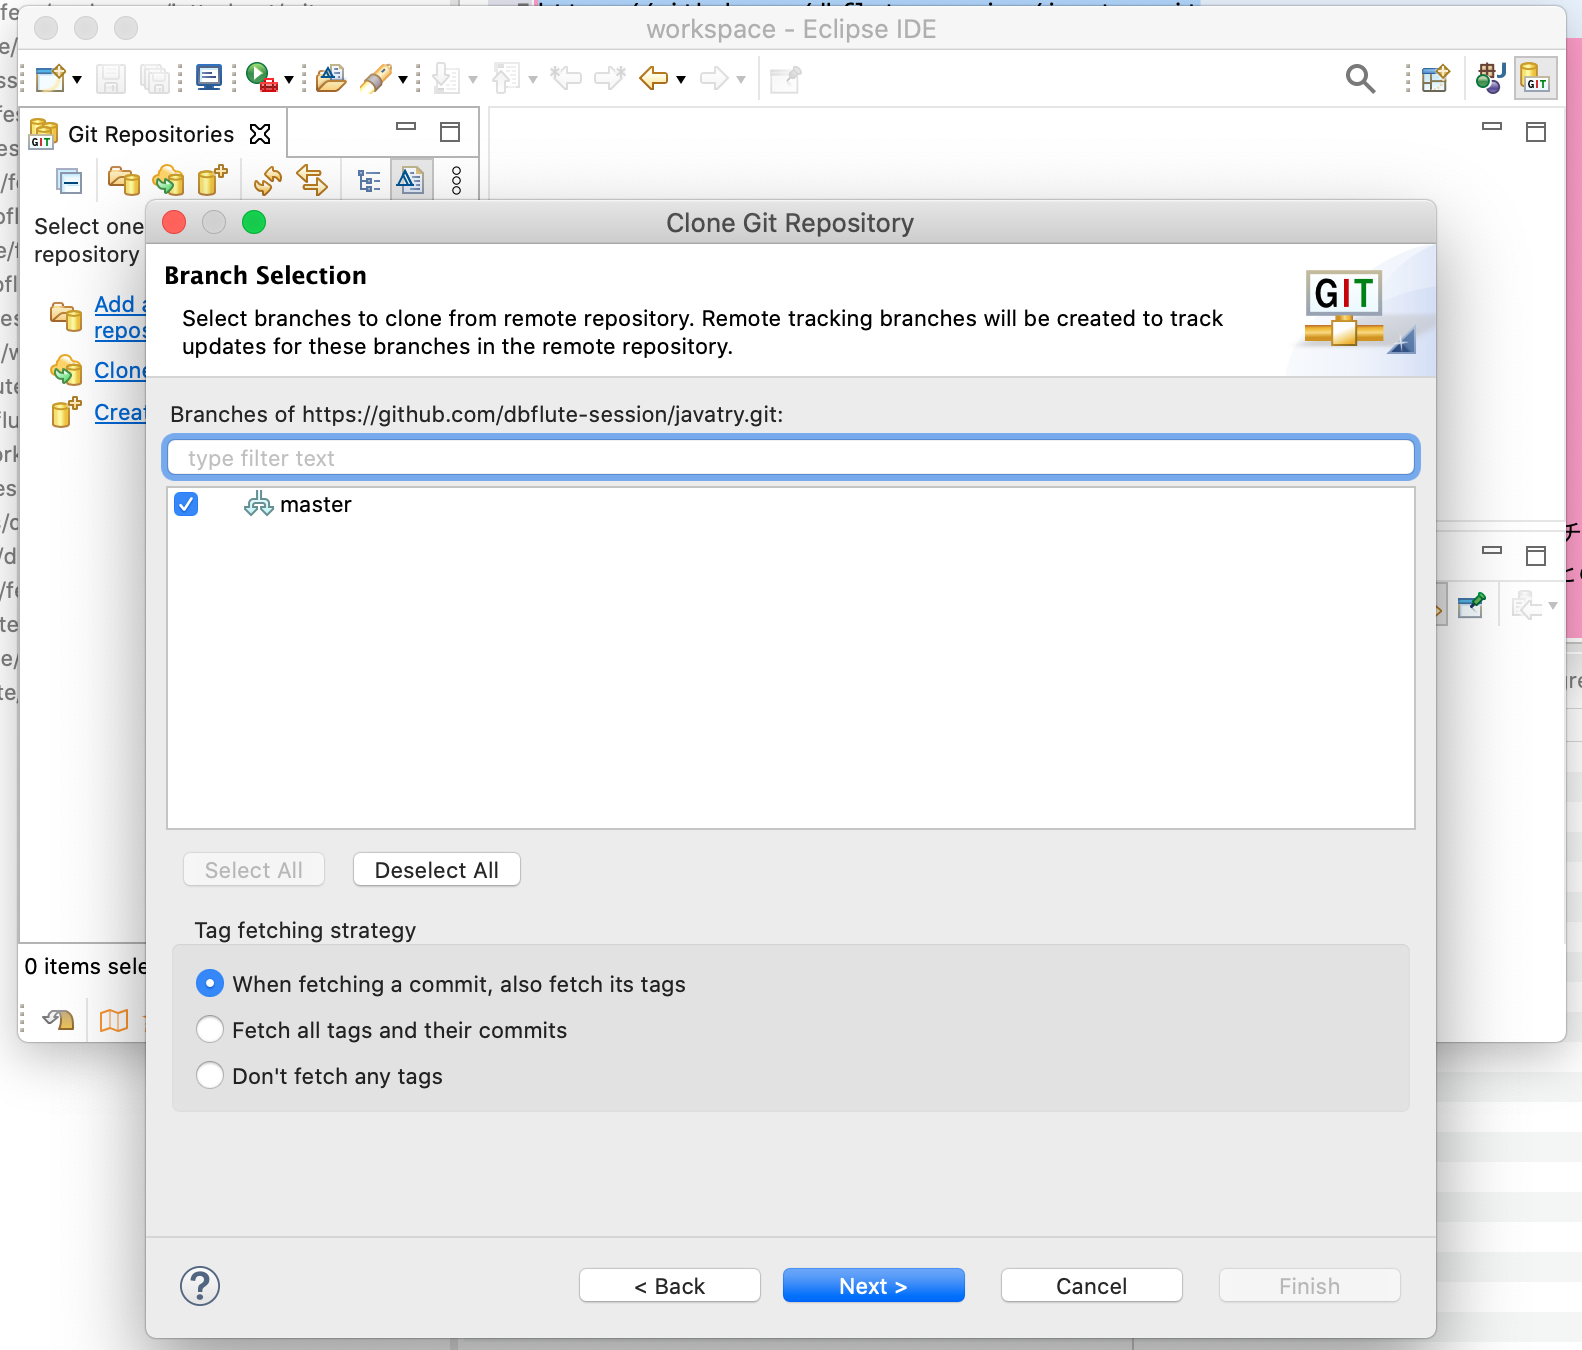 workspace - Eclipse IDE
GIT
GIT Git Repositories
Select one
repository
Add a
repos
Clone
Creat
0 items sele
Clone Git Repository
Branch Selection
Select branches to clone from remote repository. Remote tracking branches will be created to track
updates for these branches in the remote repository.
GIT
Branches of https://github.com/dbflute-session/javatry.git:
type filter text
master
Select All
Deselect All
Tag fetching strategy
When fetching a commit, also fetch its tags
Fetch all tags and their commits
Don't fetch any tags
?
< Back
Next >
Cancel
Finish